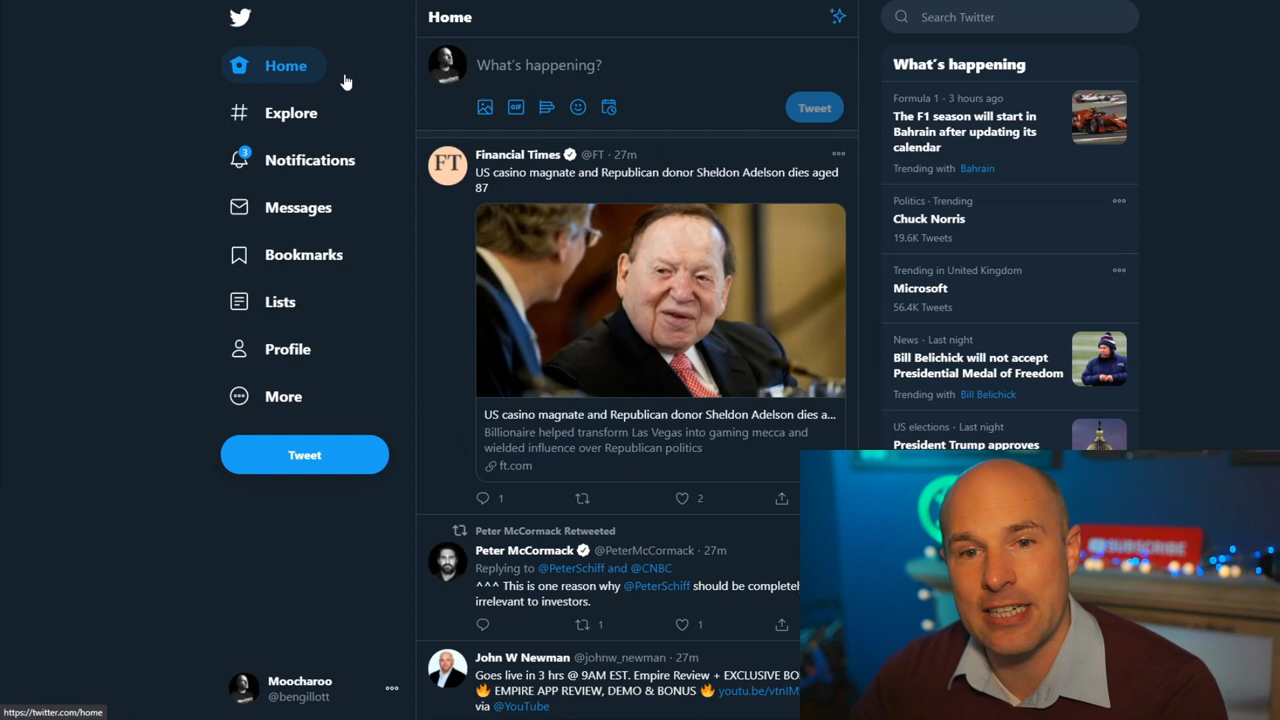 Home
Explore
3
Notifications
Messages
Bookmarks
Lists
Profile
More
Tweet
Moocharoo
@bengillott
https://twitter.com/home
Home
What's happening?
GIF
Tweet
FT
Financial Times @FT · 27m
US casino magnate and Republican donor Sheldon Adelson dies aged
87
US casino magnate and Republican donor Sheldon Adelson dies a...
Billionaire helped transform Las Vegas into gaming mecca and
wielded influence over Republican politics
ft.com
1
2
Peter McCormack Retweeted
Peter McCormack @PeterMcCormack · 27m
Replying to @PeterSchiff and @CNBC
^^^ This is one reason why @PeterSchiff should be completely
irrelevant to investors.
1
1
John W Newman @johnw_newman · 27m
Goes live in 3 hrs @ 9AM EST. Empire Review + EXCLUSIVE BO
🔥 EMPIRE APP REVIEW, DEMO & BONUS 🔥 youtu.be/vtnIM
via @YouTube
Search Twitter
What's happening
Formula 1 · 3 hours ago
The F1 season will start in
Bahrain after updating its
calendar
Trending with Bahrain
Politics · Trending
Chuck Norris
19.6K Tweets
Trending in United Kingdom
Microsoft
56.4K Tweets
News · Last night
Bill Belichick will not accept
Presidential Medal of Freedom
Trending with Bill Belichick
US elections · Last night
President Trump approves
SUBSCRIBE